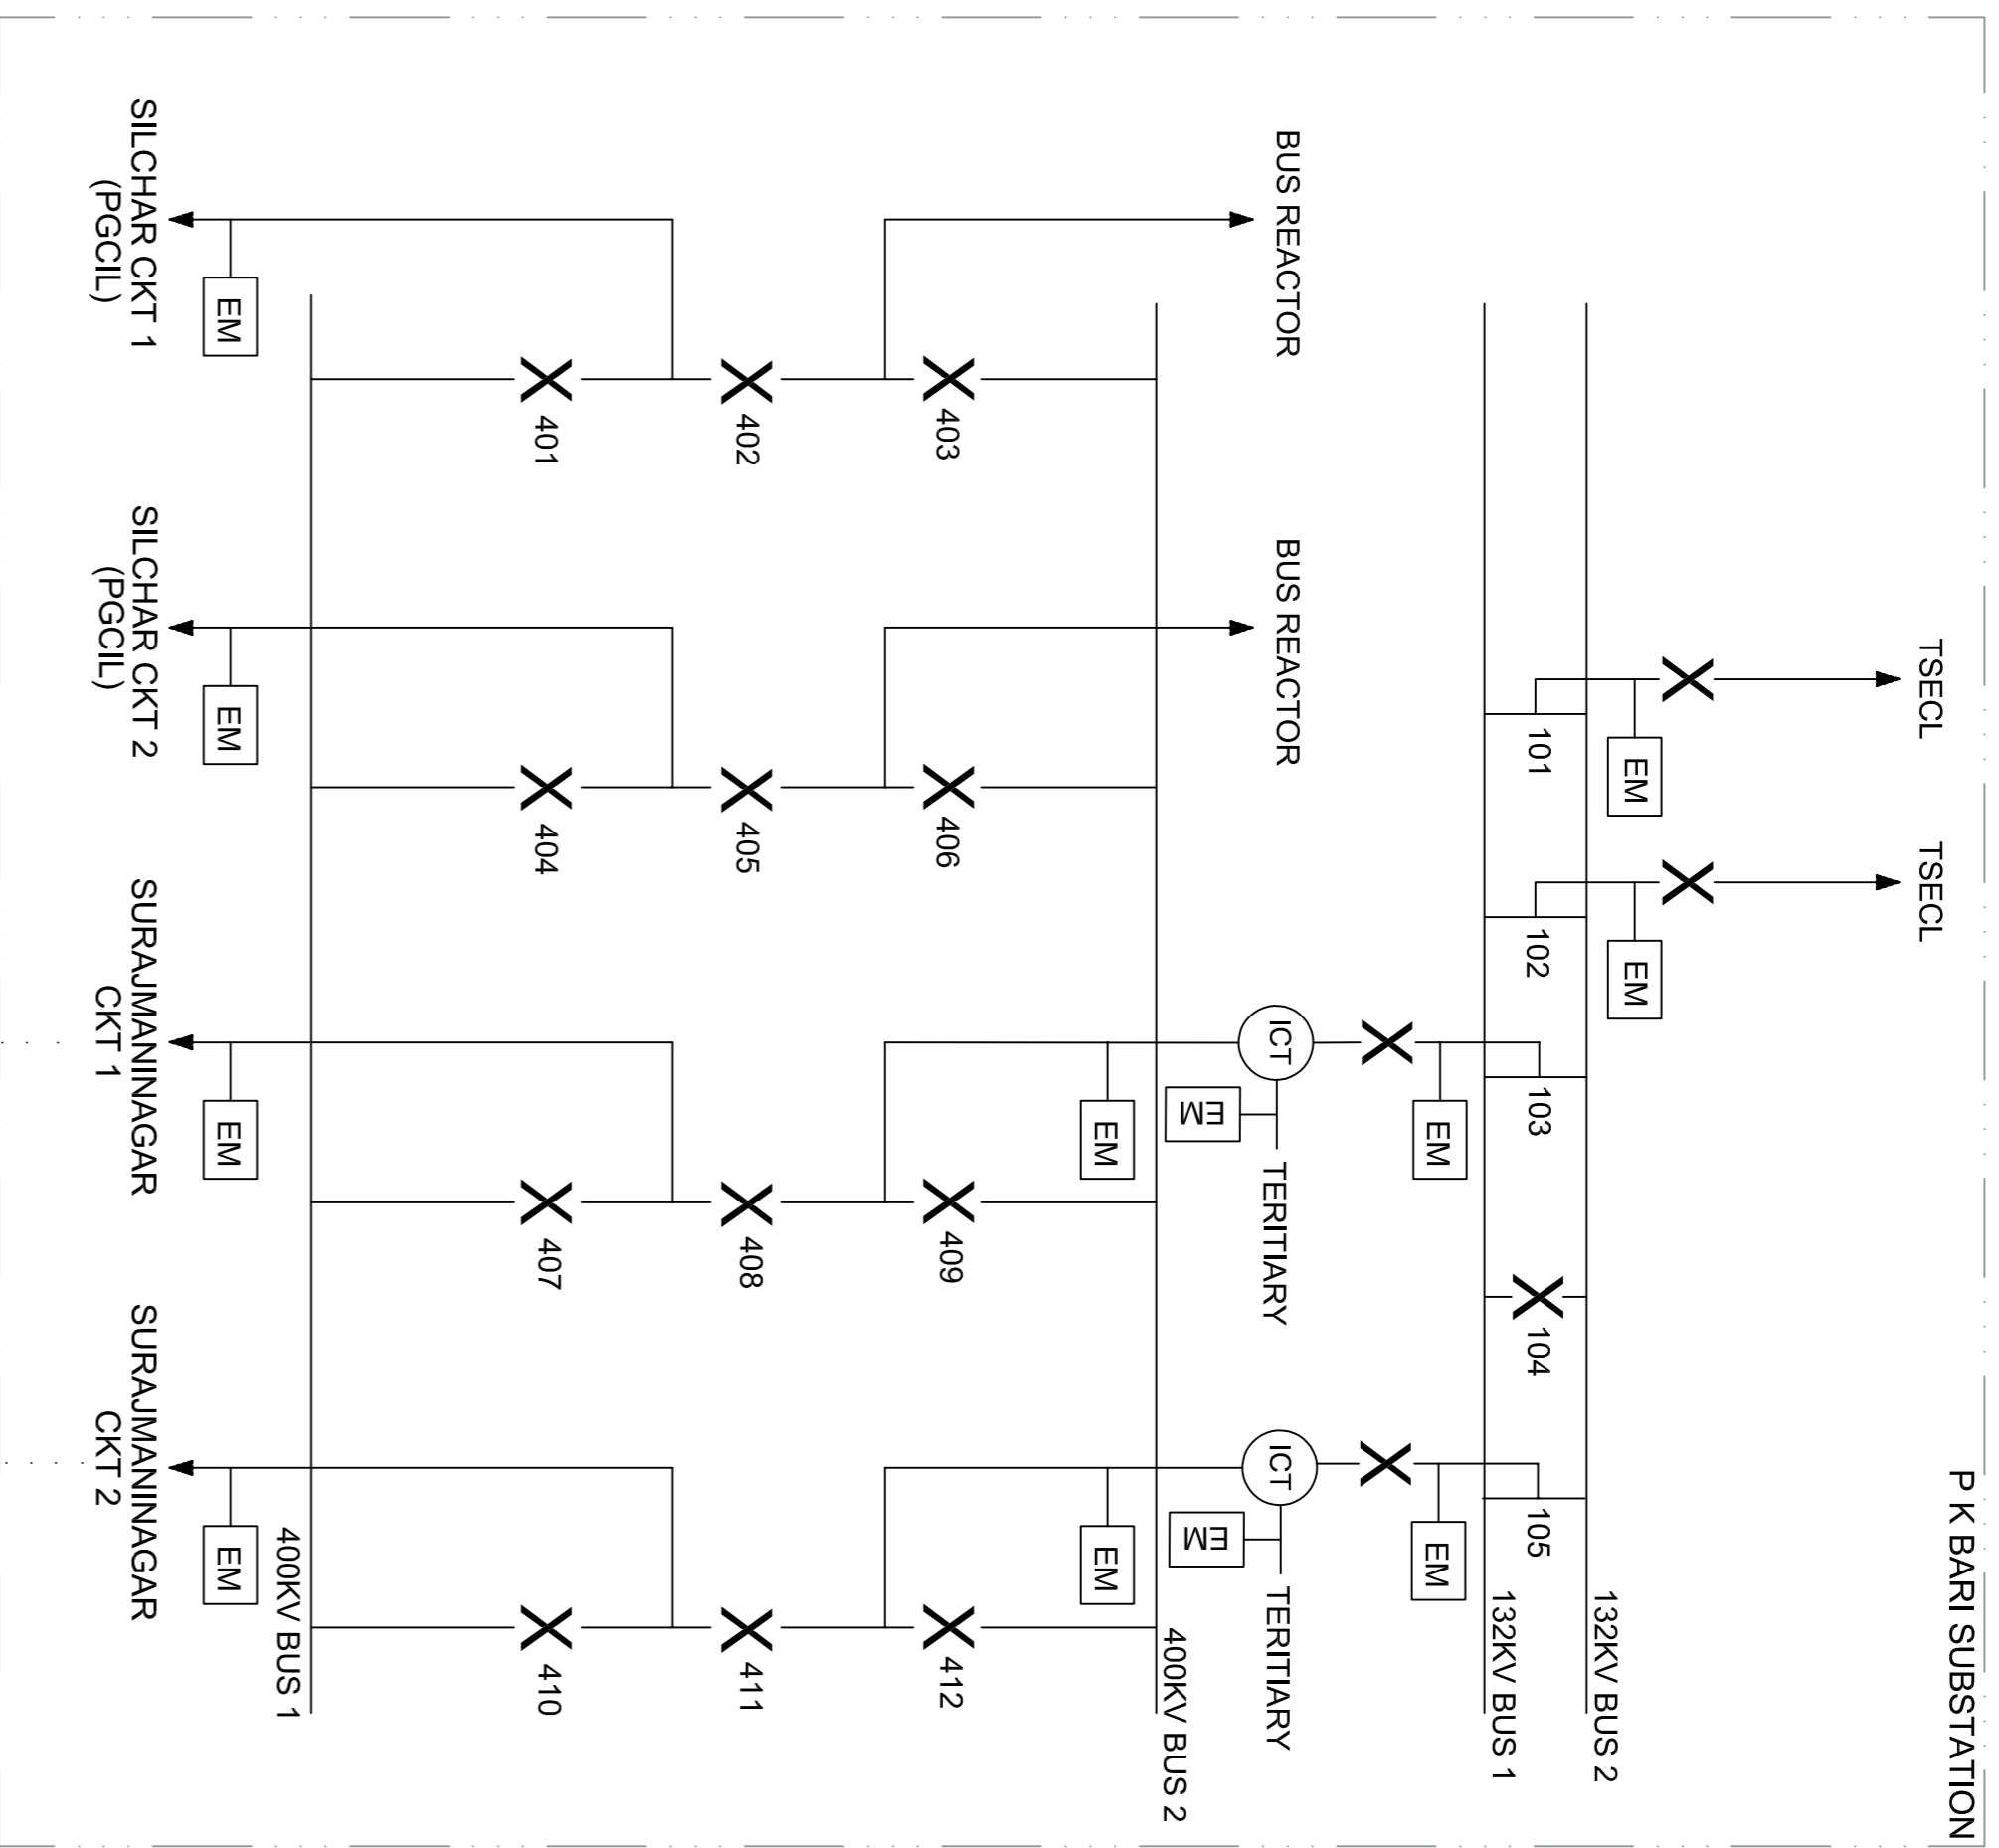 P K BARI SUBSTATION
TSECL
TSECL
132KV BUS 2
132KV BUS 1
101
EM
102
EM
103
EM
104
105
EM
BUS REACTOR
BUS REACTOR
ICT
EM
TERITIARY
ICT
EM
TERITIARY
400KV BUS 2
EM
EM
403
406
409
412
402
405
408
411
401
404
407
410
400KV BUS 1
EM
EM
EM
EM
SILCHAR CKT 1
(PGCIL)
SILCHAR CKT 2
(PGCIL)
SURAJMANINAGAR
CKT 1
SURAJMANINAGAR
CKT 2